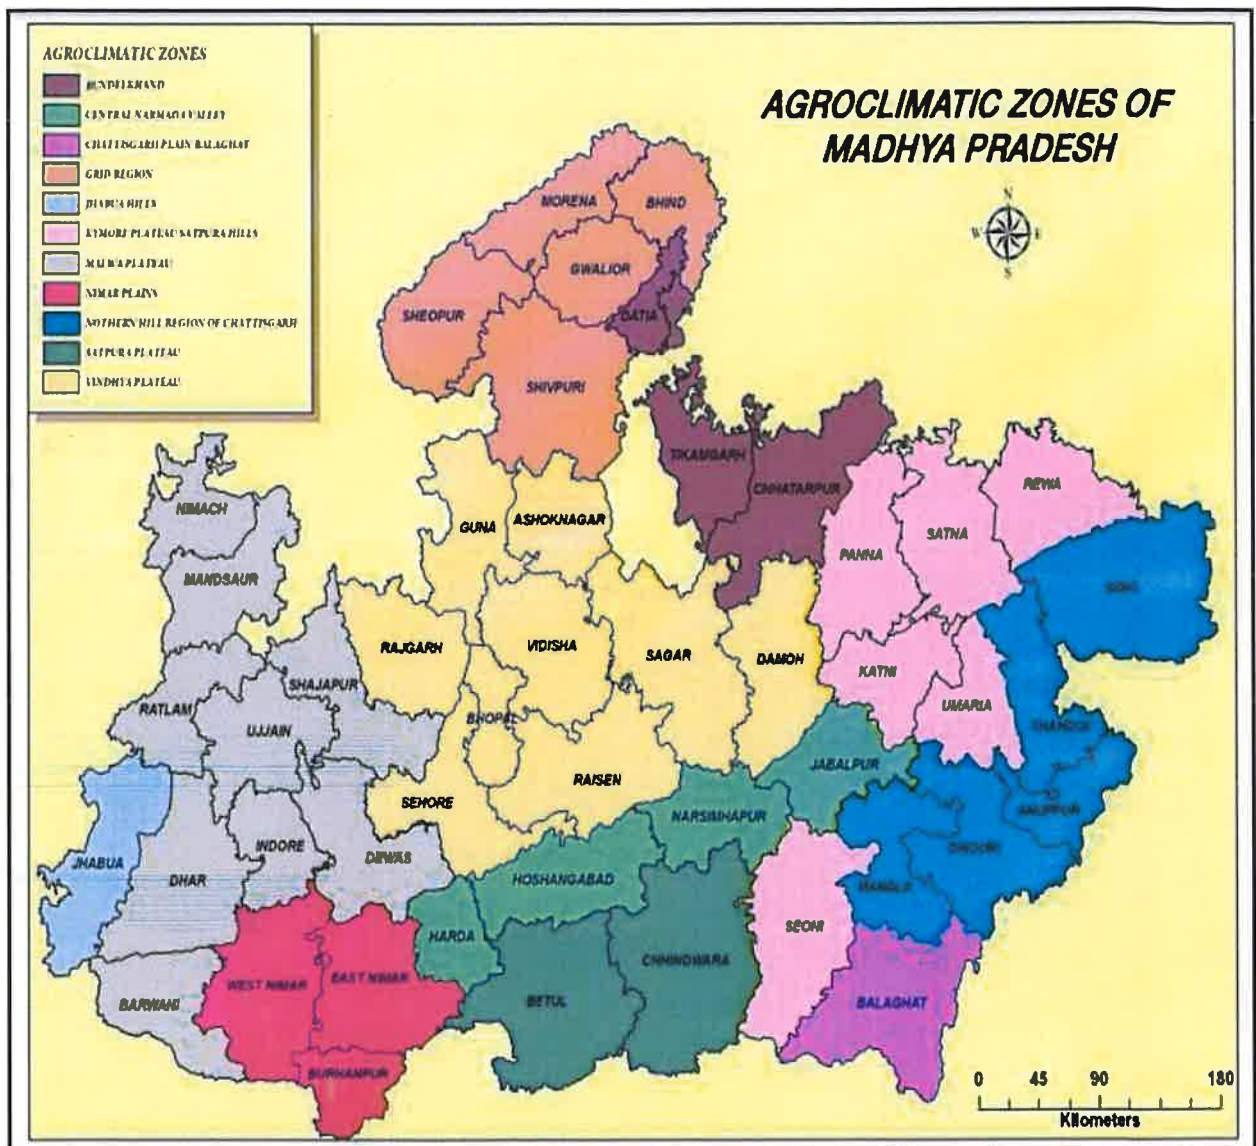 AGROCLIMATIC ZONES
BUNDELKHAND
CENTRAL NARMADA VALLEY
CHATTISGARH PLAIN BALAGHAT
GRID REGION
JHABUA HILLS
KYMORE PLATEAU SATPURA HILLS
MALWA PLATEAU
NIMAR PLAINS
NOTHERN HILL REGION OF CHATTISGARH
SATPURA PLATEAU
VINDHYA PLATEAU
AGROCLIMATIC ZONES OF
MADHYA PRADESH
N
W E
S
MORENA
BHIND
GWALIOR
SHEOPUR
DATIA
SHIVPURI
TIKAMGARH
CHHATARPUR
NIMACH
GUNA
ASHOKNAGAR
REWA
PANNA
SATNA
MANDSAUR
SIDHI
RAJGARH
VIDISHA
SAGAR
DAMOH
KATNI
UMARIA
SHAJAPUR
RATLAM
UJJAIN
BHOPAL
SHAHDOL
RAISEN
JABALPUR
SEHORE
NARSIMHAPUR
ANUPPUR
JHABUA
DHAR
INDORE
DEWAS
HOSHANGABAD
DINDORI
MANDLA
HARDA
SEONI
CHHINDWARA
WEST NIMAR
EAST NIMAR
BETUL
BARWANI
BALAGHAT
BURHANPUR
0 45 90 180
Kilometers